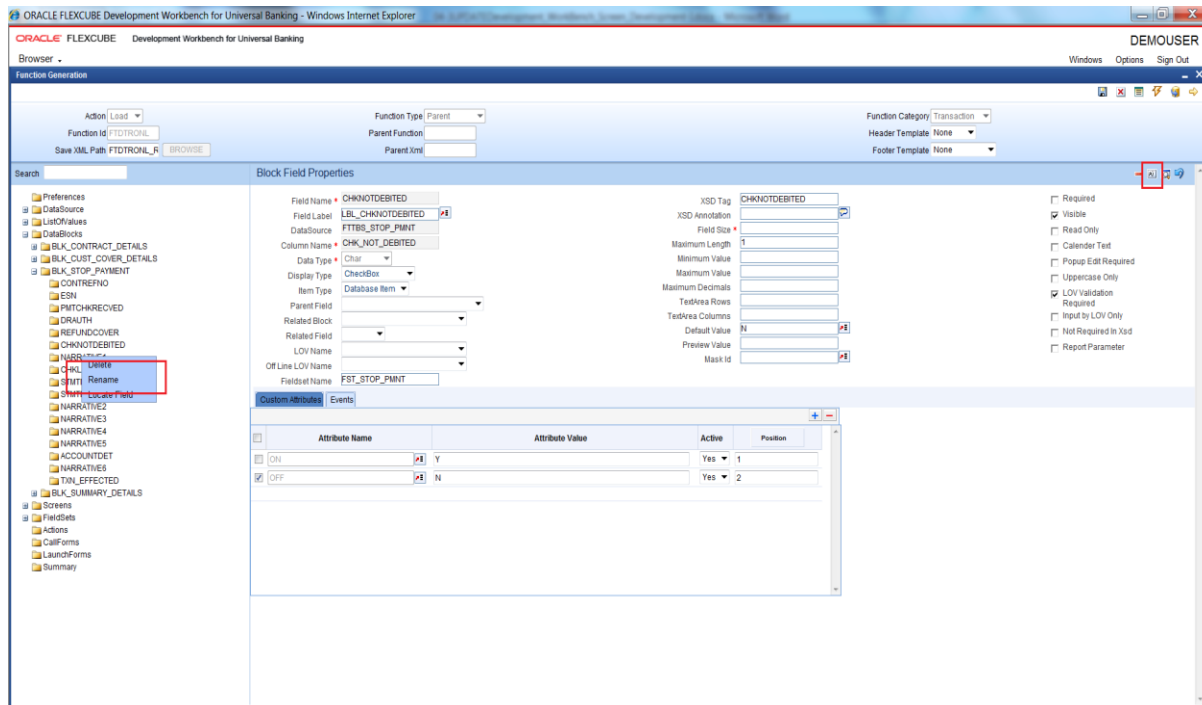 ORACLE FLEXCUBE Development Workbench for Universal Banking - Windows Internet Explorer
ORACLE FLEXCUBE Development Workbench for Universal Banking
DEMOUSER
Browser
Windows Options Sign Out
Function Generation
Action Load Function Type Parent Function Category Transaction
Function Id FTDTRONL Parent Function Header Template None
Save XML Path FTDTRONL_R BROWSE Parent Xml Footer Template None
Search
Preferences
DataSource
ListOfValues
DataBlocks
BLK_CONTRACT_DETAILS
BLK_CUST_COVER_DETAILS
BLK_STOP_PAYMENT
CONTREFNO
ESN
PMTCHKRECVED
DRAUTH
REFUNDCOVER
CHKNOTDEBITED
Delete
Rename
Locate Field
NARRATIVE2
NARRATIVE3
NARRATIVE4
NARRATIVE5
ACCOUNTDET
NARRATIVE6
TXN_EFFECTED
BLK_SUMMARY_DETAILS
Screens
FieldSets
Actions
CallForms
LaunchForms
Summary
Block Field Properties
Field Name * CHKNOTDEBITED
Field Label LBL_CHKNOTDEBITED
DataSource FTTBS_STOP_PMNT
Column Name * CHK_NOT_DEBITED
Data Type * Char
Display Type CheckBox
Item Type Database Item
Parent Field
Related Block
Related Field
LOV Name
Off Line LOV Name
Fieldset Name FST_STOP_PMNT
XSD Tag CHKNOTDEBITED
XSD Annotation
Field Size *
Maximum Length 1
Minimum Value
Maximum Value
Maximum Decimals
TextArea Rows
TextArea Columns
Default Value N
Preview Value
Mask Id
Required
Visible
Read Only
Calender Text
Popup Edit Required
Uppercase Only
LOV Validation
Required
Input by LOV Only
Not Required In Xsd
Report Parameter
Custom Attributes Events
Attribute Name Attribute Value Active Position
ON Y Yes 1
OFF N Yes 2